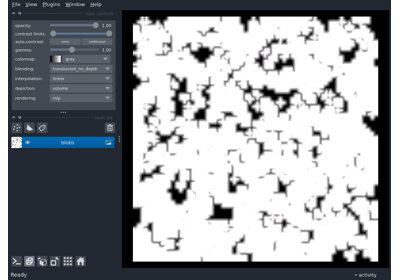 File View Plugins Window Help
opacity: 1.00
contrast limits:
auto-contrast: once continuous
gamma: 1.00
colormap: gray
blending: translucent_no_depth
interpolation: linear
depiction: volume
rendering: mip
blobs
Ready
activity